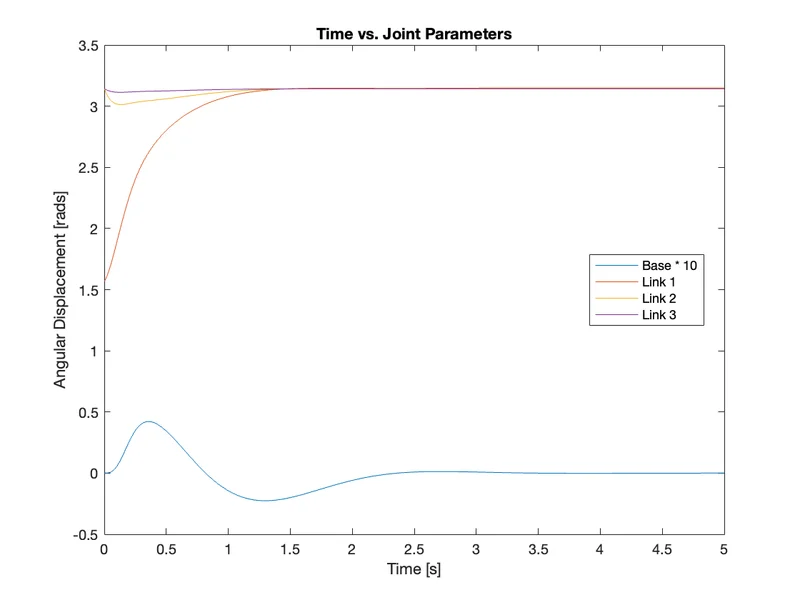 Time vs. Joint Parameters
3.5
3
2.5
2
1.5
1
0.5
0
-0.5
Angular Displacement [rads]
Base * 10
Link 1
Link 2
Link 3
0 0.5 1 1.5 2 2.5 3 3.5 4 4.5 5
Time [s]